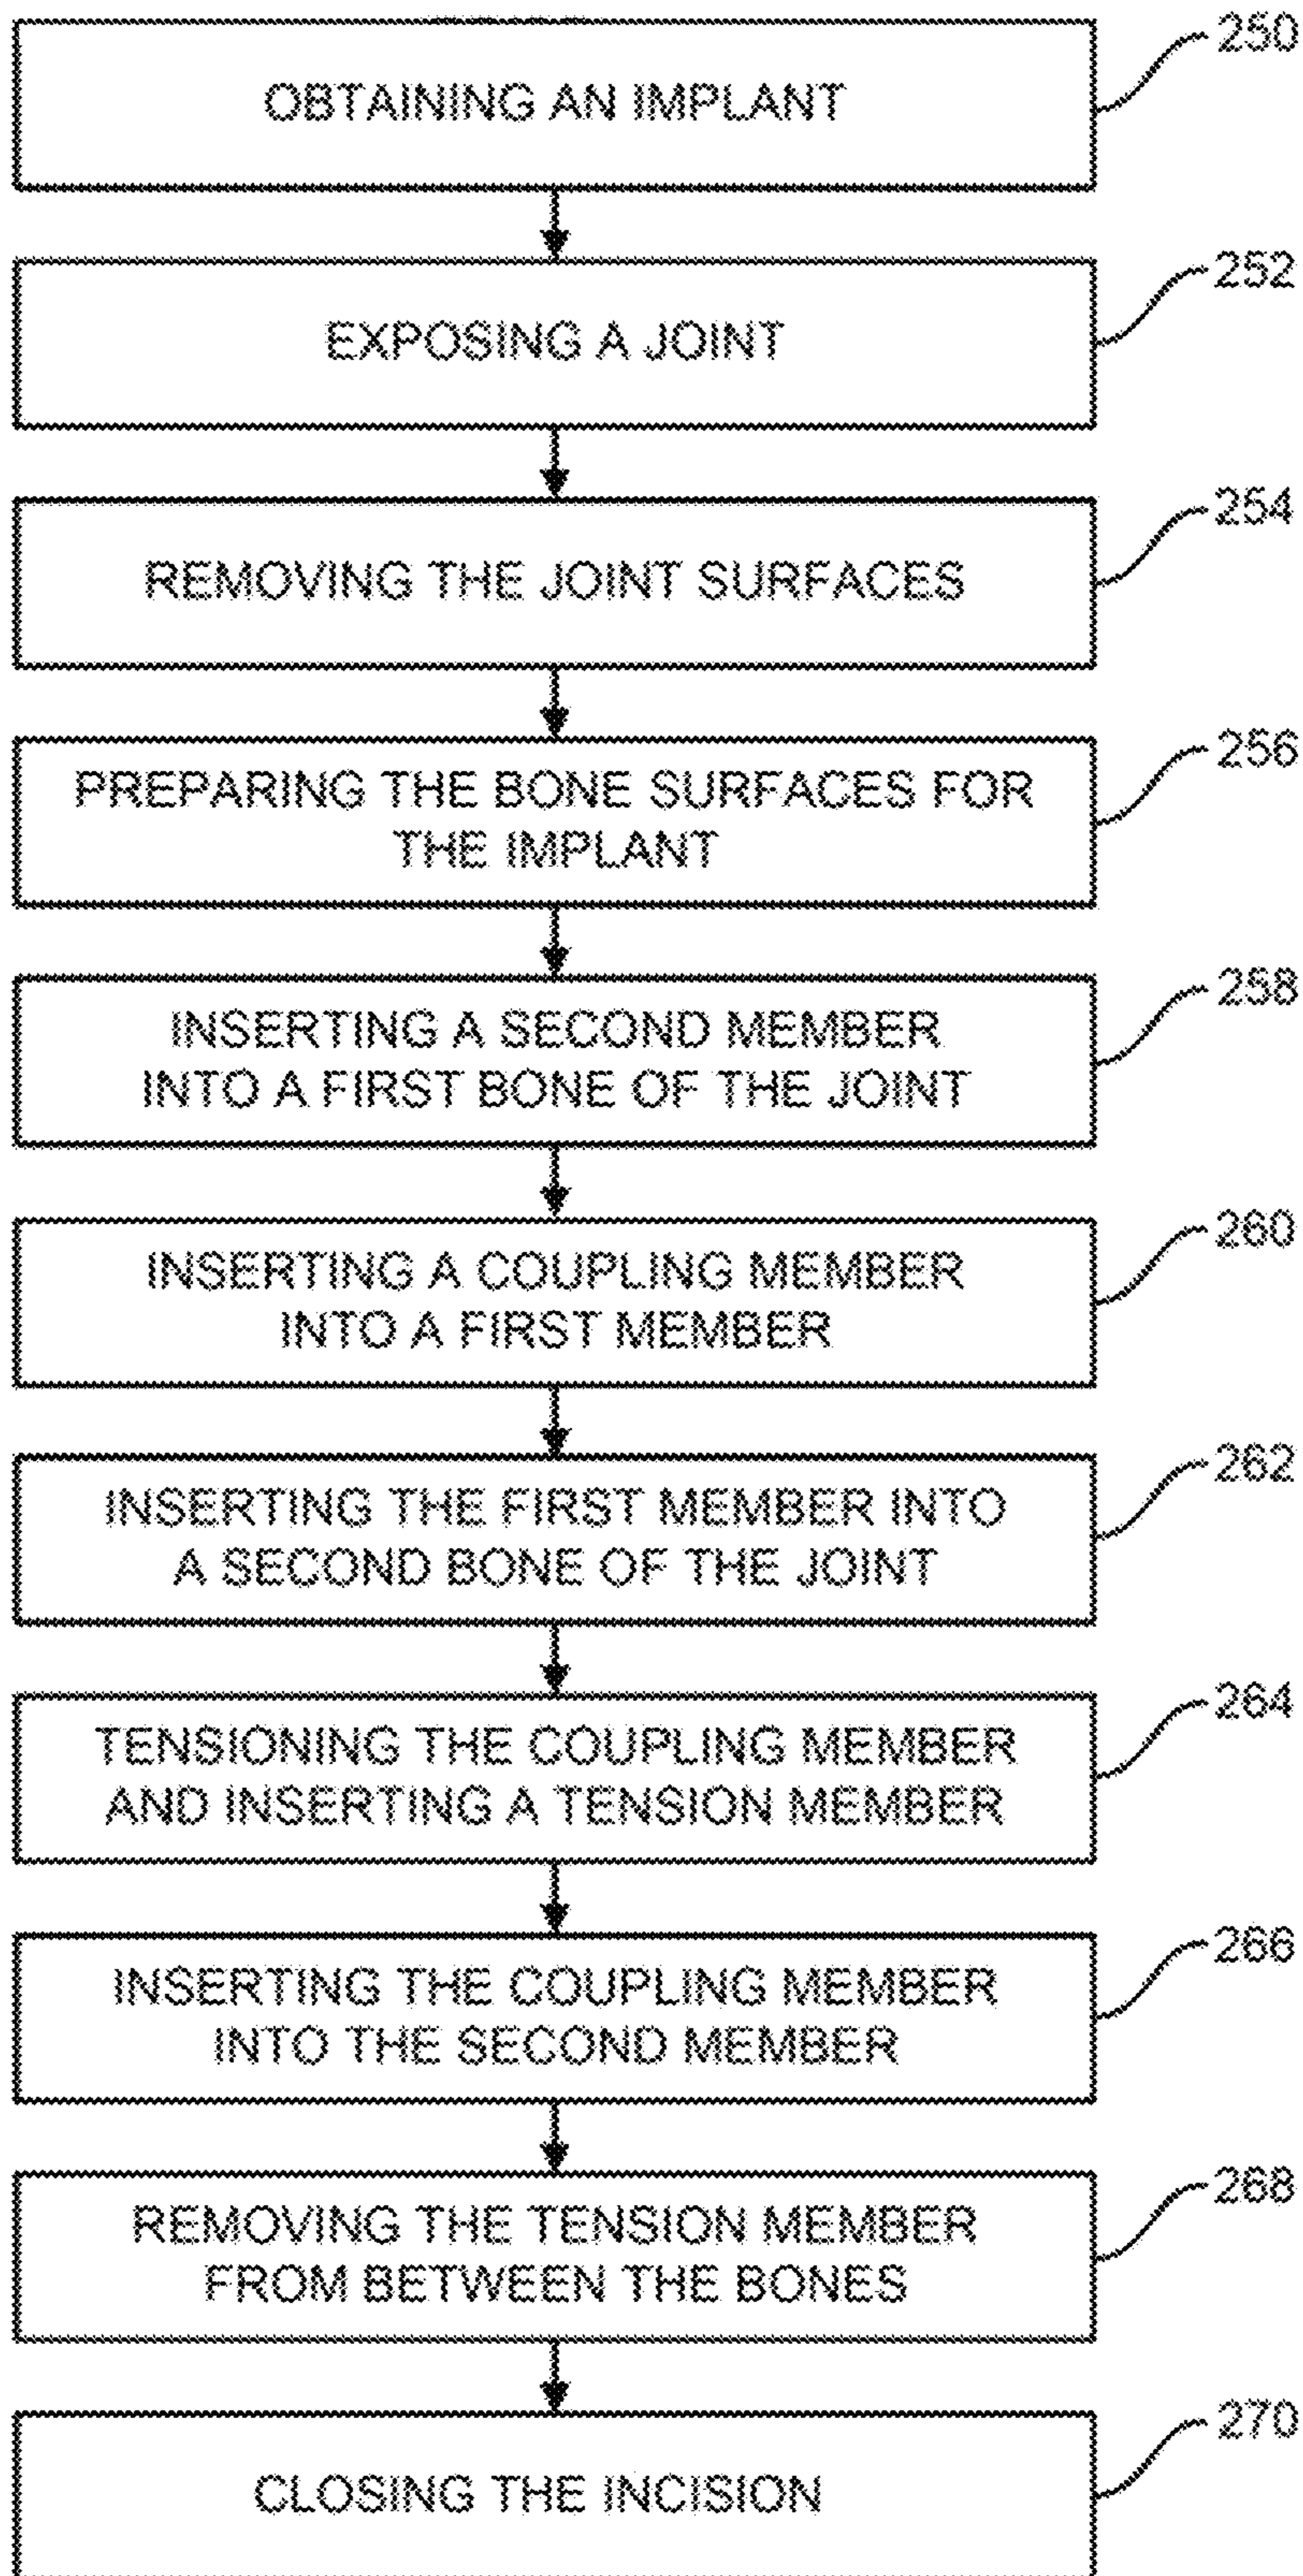 OBTAINING AN IMPLANT
250
EXPOSING A JOINT
252
REMOVING THE JOINT SURFACES
254
PREPARING THE BONE SURFACES FOR
THE IMPLANT
256
INSERTING A SECOND MEMBER
INTO A FIRST BONE OF THE JOINT
258
INSERTING A COUPLING MEMBER
INTO A FIRST MEMBER
260
INSERTING THE FIRST MEMBER INTO
A SECOND BONE OF THE JOINT
262
TENSIONING THE COUPLING MEMBER
AND INSERTING A TENSION MEMBER
264
INSERTING THE COUPLING MEMBER
INTO THE SECOND MEMBER
266
REMOVING THE TENSION MEMBER
FROM BETWEEN THE BONES
268
CLOSING THE INCISION
270